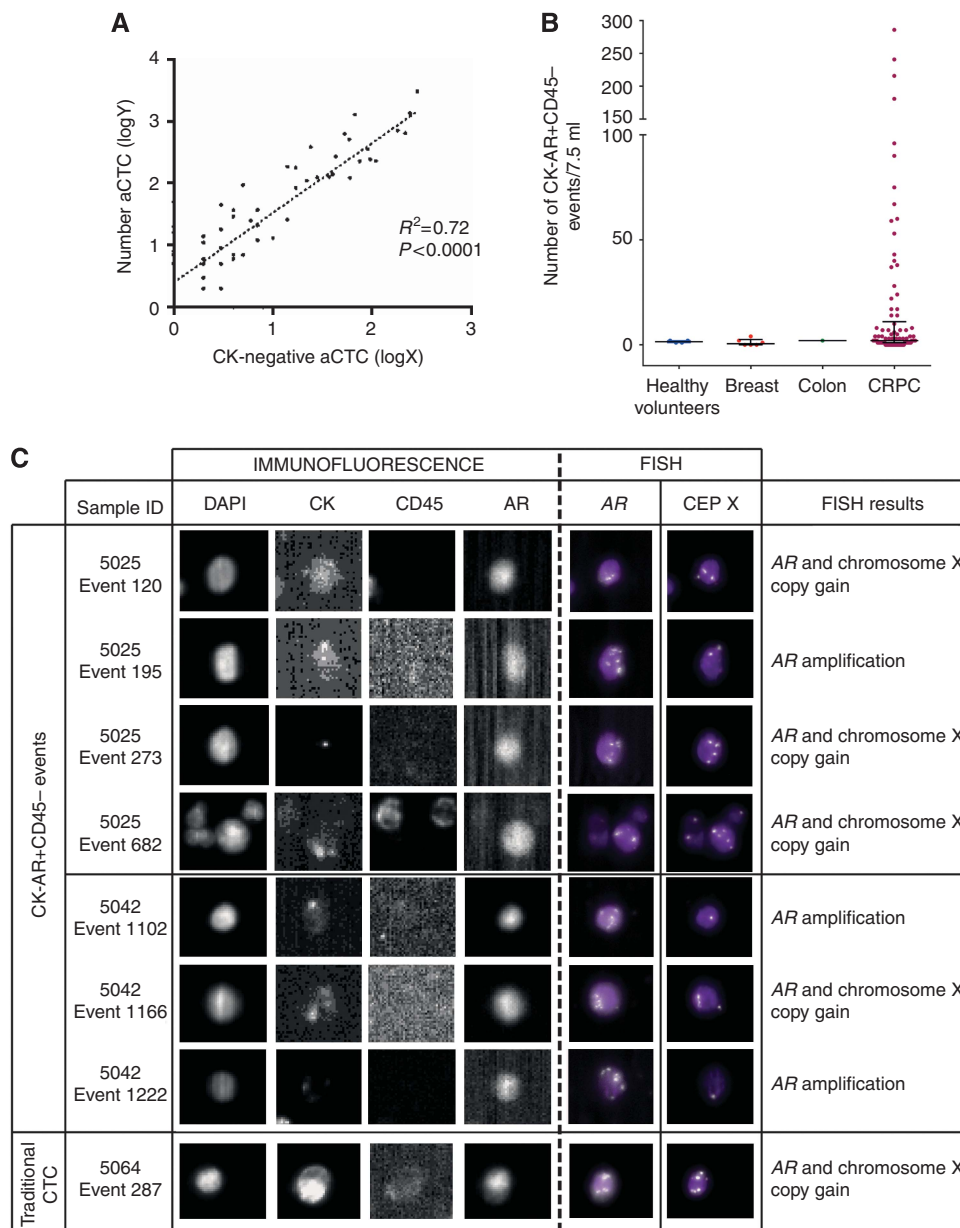 A
4
3
2
1
0
0
1
2
3
Number aCTC (logY)
R²=0.72
P<0.0001
CK-negative aCTC (logX)
B
300
250
200
150
100
50
0
Number of CK-AR+CD45–
events/7.5 ml
Healthy
volunteers
Breast
Colon
CRPC
C
IMMUNOFLUORESCENCE
FISH
Sample ID
DAPI
CK
CD45
AR
AR
CEP X
FISH results
CK-AR+CD45– events
5025
Event 120
AR and chromosome X
copy gain
5025
Event 195
AR amplification
5025
Event 273
AR and chromosome X
copy gain
5025
Event 682
AR and chromosome X
copy gain
5042
Event 1102
AR amplification
5042
Event 1166
AR and chromosome X
copy gain
5042
Event 1222
AR amplification
Traditional
CTC
5064
Event 287
AR and chromosome X
copy gain